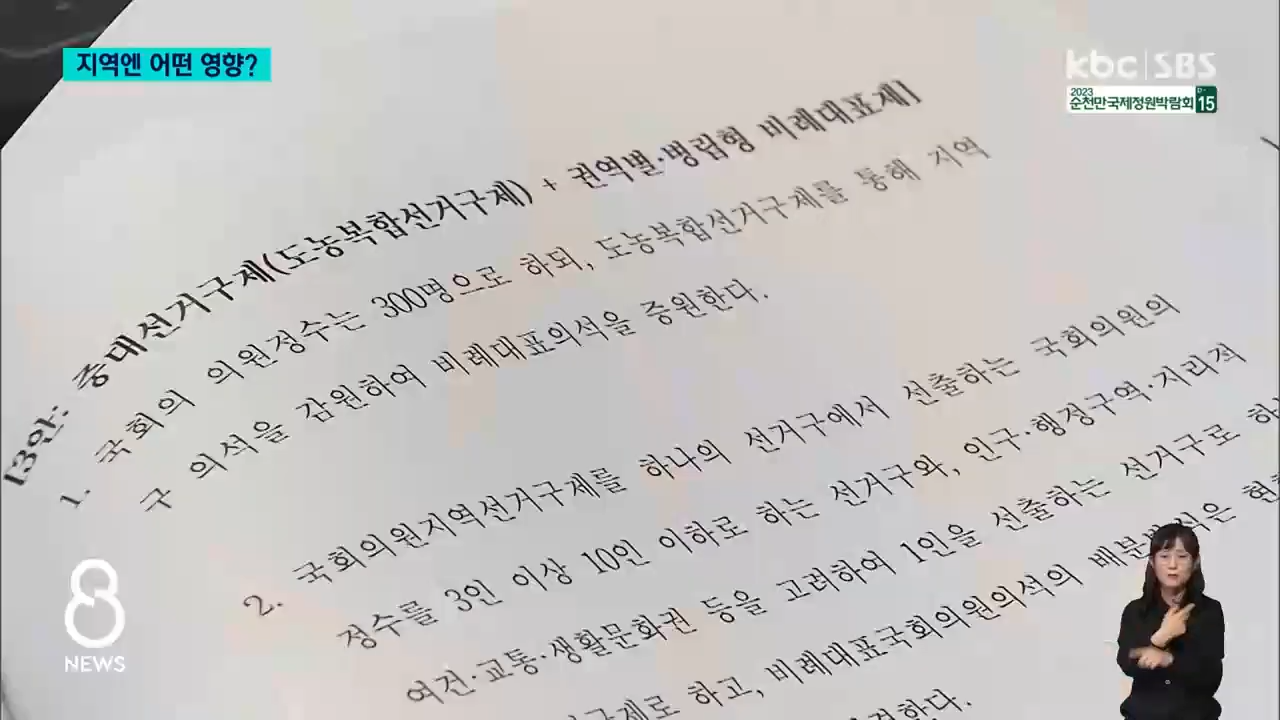 지역엔 어떤 영향?
kbc SBS
2023
순천만국제정원박람회
D-15
[3안: 중대선거구제(도농복합선거구제) + 권역별·병립형 비례대표제]
1. 국회의 의원정수는 300명으로 하되, 도농복합선거구제를 통해 지역
구 의석을 감원하여 비례대표의석을 증원한다.
2. 국회의원지역선거구제를 하나의 선거구에서 선출하는 국회의원의
정수를 3인 이상 10인 이하로 하는 선거구와, 인구·행정구역·지리적
여건·교통·생활문화권 등을 고려하여 1인을 선출하는 선거구로 하
하고, 비례대표국회의원의석의 배분방식은
8
NEWS